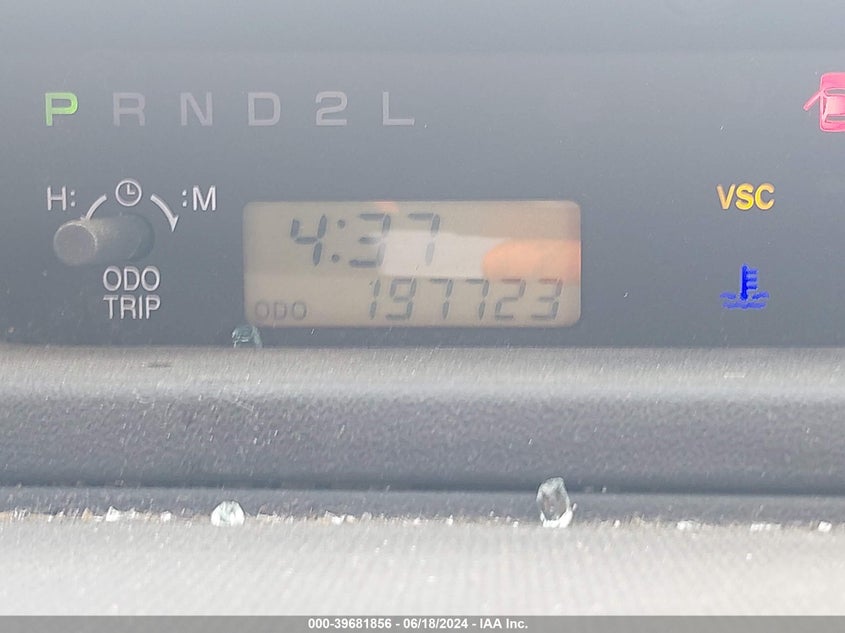 P R N D 2 L
H: :M
ODO
TRIP
4:37
ODO 197723
VSC
000-39681856 - 06/18/2024 - IAA Inc.